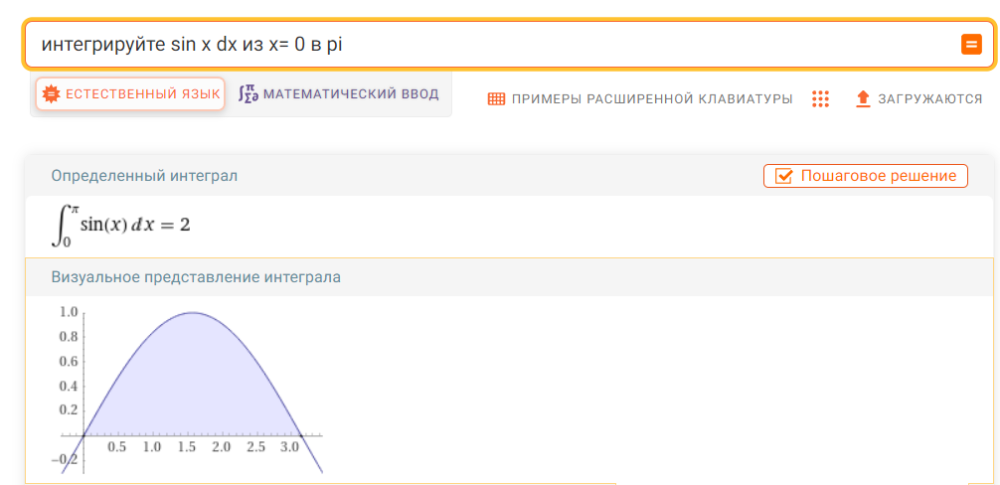 интегрируйте sin x dx из x= 0 в pi
ЕСТЕСТВЕННЫЙ ЯЗЫК
МАТЕМАТИЧЕСКИЙ ВВОД
ПРИМЕРЫ РАСШИРЕННОЙ КЛАВИАТУРЫ
ЗАГРУЖАЮТСЯ
Определенный интеграл
Пошаговое решение
∫₀^π sin(x) dx = 2
Визуальное представление интеграла
1.0
0.8
0.6
0.4
0.2
0.5 1.0 1.5 2.0 2.5 3.0
−0.2